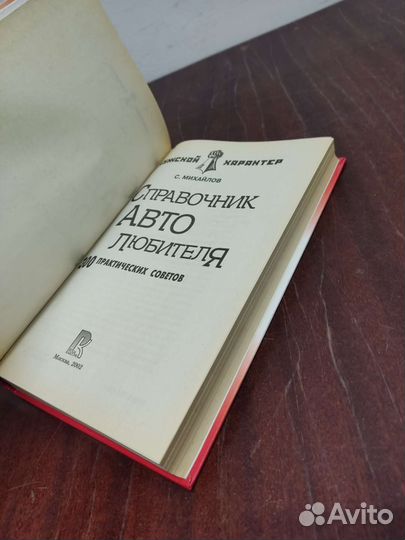 ХАРАКТЕР
С. МИХАЙЛОВ
СПРАВОЧНИК
АВТО
ЛЮБИТЕЛЯ
ПРАКТИЧЕСКИХ СОВЕТОВ
Москва, 2002
Avito